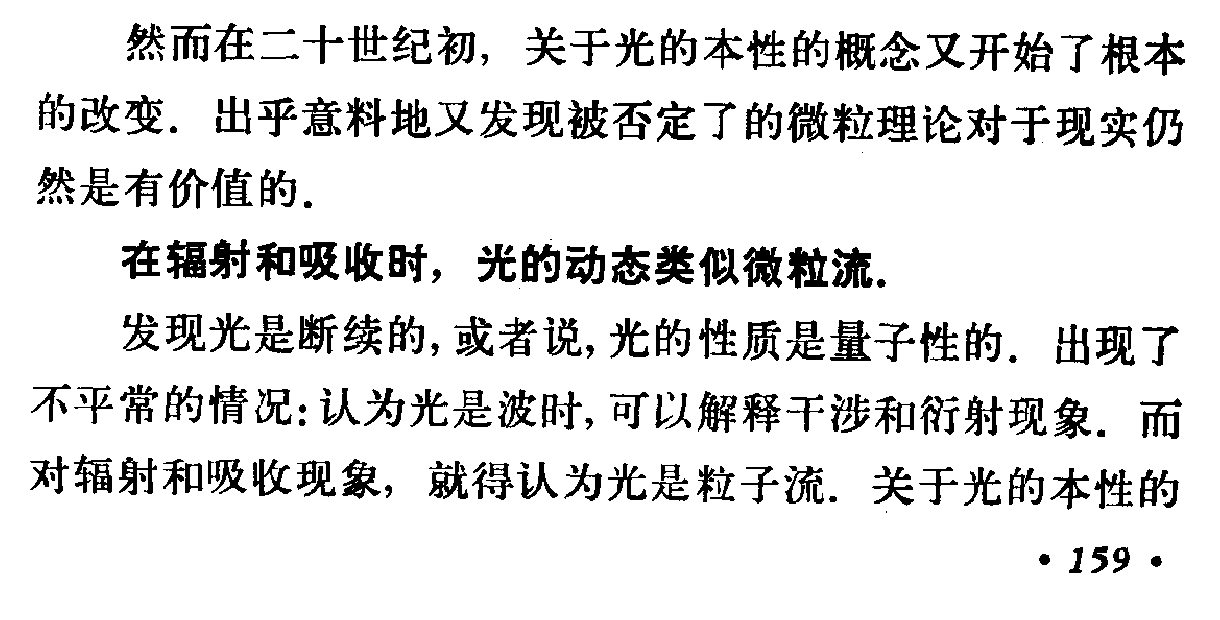 然而在二十世纪初，关于光的本性的概念又开始了根本
的改变．出乎意料地又发现被否定了的微粒理论对于现实仍
然是有价值的．
在辐射和吸收时，光的动态类似微粒流．
发现光是断续的，或者说，光的性质是量子性的．出现了
不平常的情况：认为光是波时，可以解释干涉和衍射现象．而
对辐射和吸收现象，就得认为光是粒子流．关于光的本性的
• 159 •